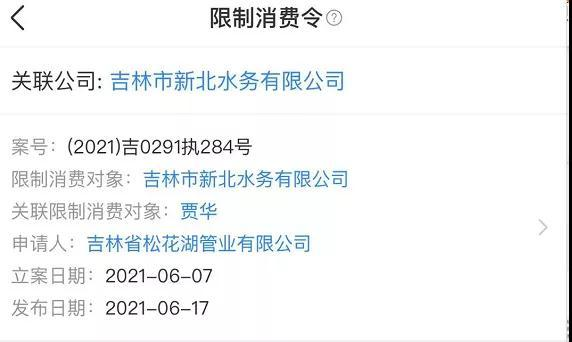 限制消费令?
关联公司: 吉林市新北水务有限公司
案号: (2021)吉0291执284号
限制消费对象: 吉林市新北水务有限公司
关联限制消费对象: 贾华
申请人: 吉林省松花湖管业有限公司
立案日期: 2021-06-07
发布日期: 2021-06-17